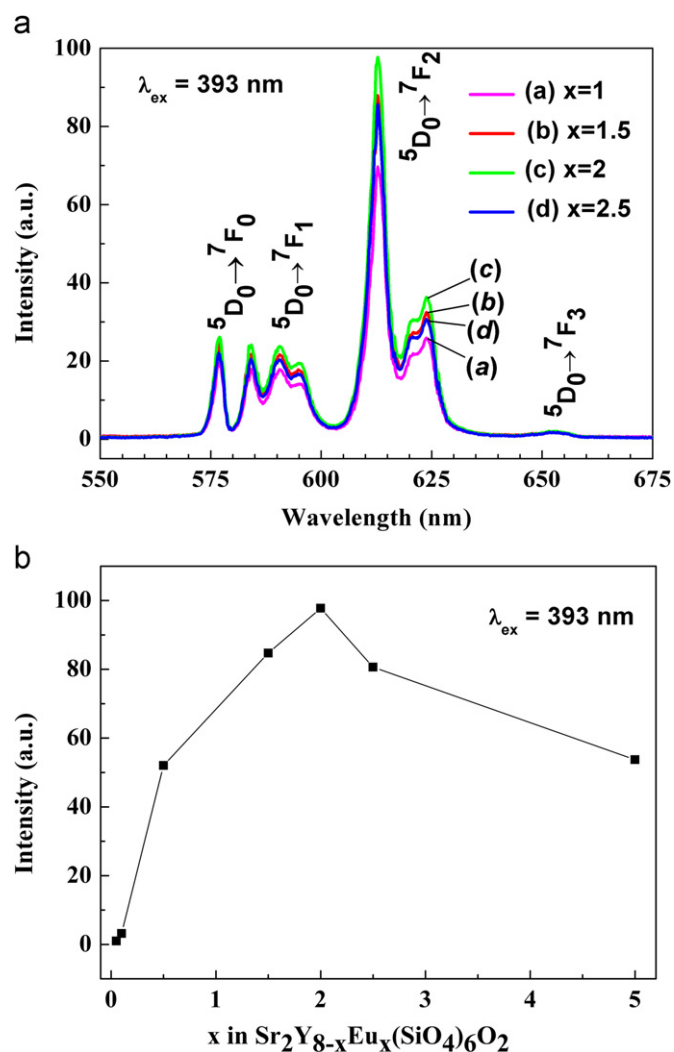 a
100
80
60
40
20
0
Intensity (a.u.)
λex = 393 nm
⁵D₀→⁷F₀
⁵D₀→⁷F₁
⁵D₀→⁷F₂
⁵D₀→⁷F₃
(a) x=1
(b) x=1.5
(c) x=2
(d) x=2.5
(c)
(b)
(d)
(a)
550 575 600 625 650 675
Wavelength (nm)
b
100
80
60
40
20
0
Intensity (a.u.)
λex = 393 nm
0 1 2 3 4 5
x in Sr₂Y₈₋ₓEuₓ(SiO₄)₆O₂